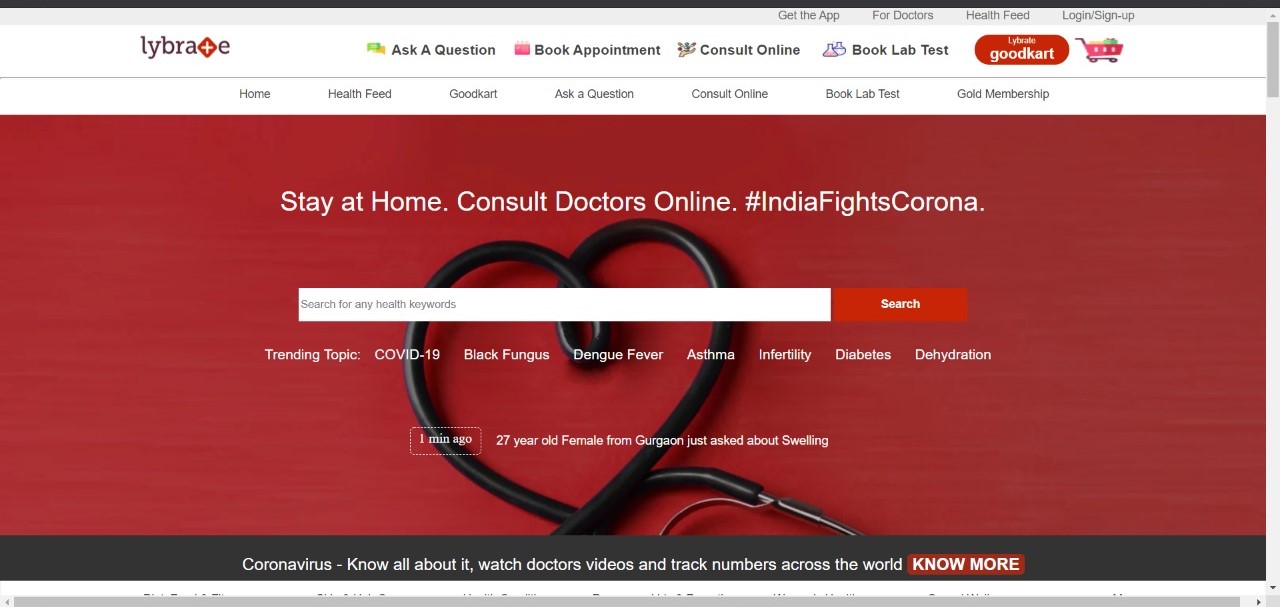 Get the App For Doctors Health Feed Login/Sign-up
lybrate Ask A Question Book Appointment Consult Online Book Lab Test Lybrate goodkart
Home Health Feed Goodkart Ask a Question Consult Online Book Lab Test Gold Membership
Stay at Home. Consult Doctors Online. #IndiaFightsCorona.
Search for any health keywords Search
Trending Topic: COVID-19 Black Fungus Dengue Fever Asthma Infertility Diabetes Dehydration
1 min ago 27 year old Female from Gurgaon just asked about Swelling
Coronavirus - Know all about it, watch doctors videos and track numbers across the world KNOW MORE